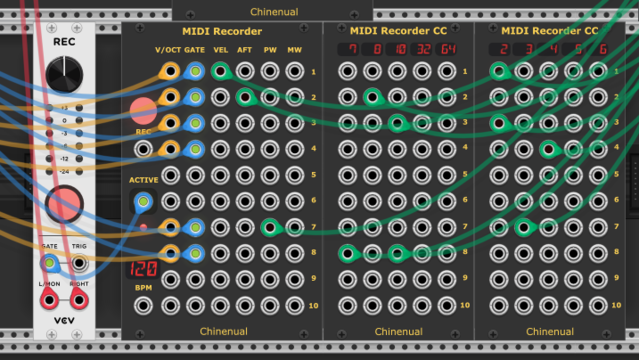 Chinenual
REC
+3
0
-3
-6
-12
-24
GATE TRIG
L/MON RIGHT
VCV
MIDI Recorder
V/OCT GATE VEL AFT PW MW
1
2
3
4
5
6
7
8
9
10
REC
ACTIVE
120
BPM
Chinenual
MIDI Recorder CC
7 8 10 32 64
1
2
3
4
5
6
7
8
9
10
Chinenual
MIDI Recorder CC
2 3 4 5 6
1
2
3
4
5
6
7
8
9
10
Chinenual